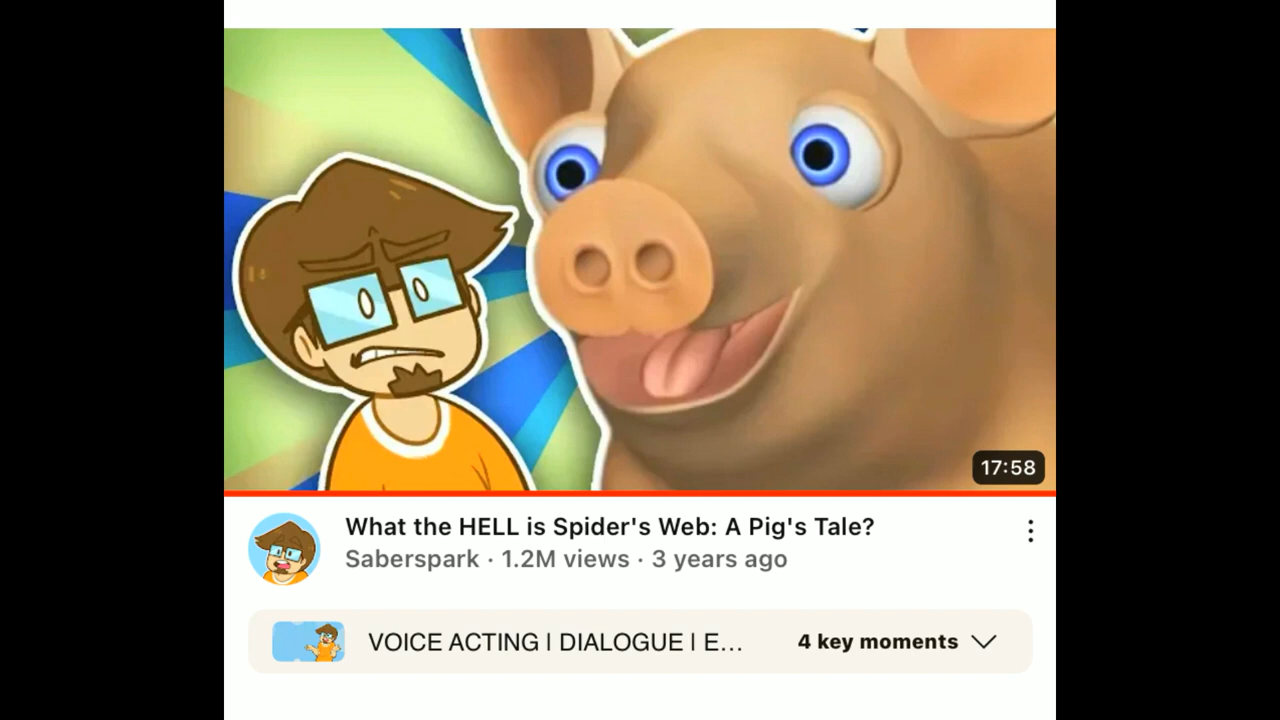 17:58
What the HELL is Spider's Web: A Pig's Tale?
Saberspark · 1.2M views · 3 years ago
VOICE ACTING | DIALOGUE | E... 4 key moments